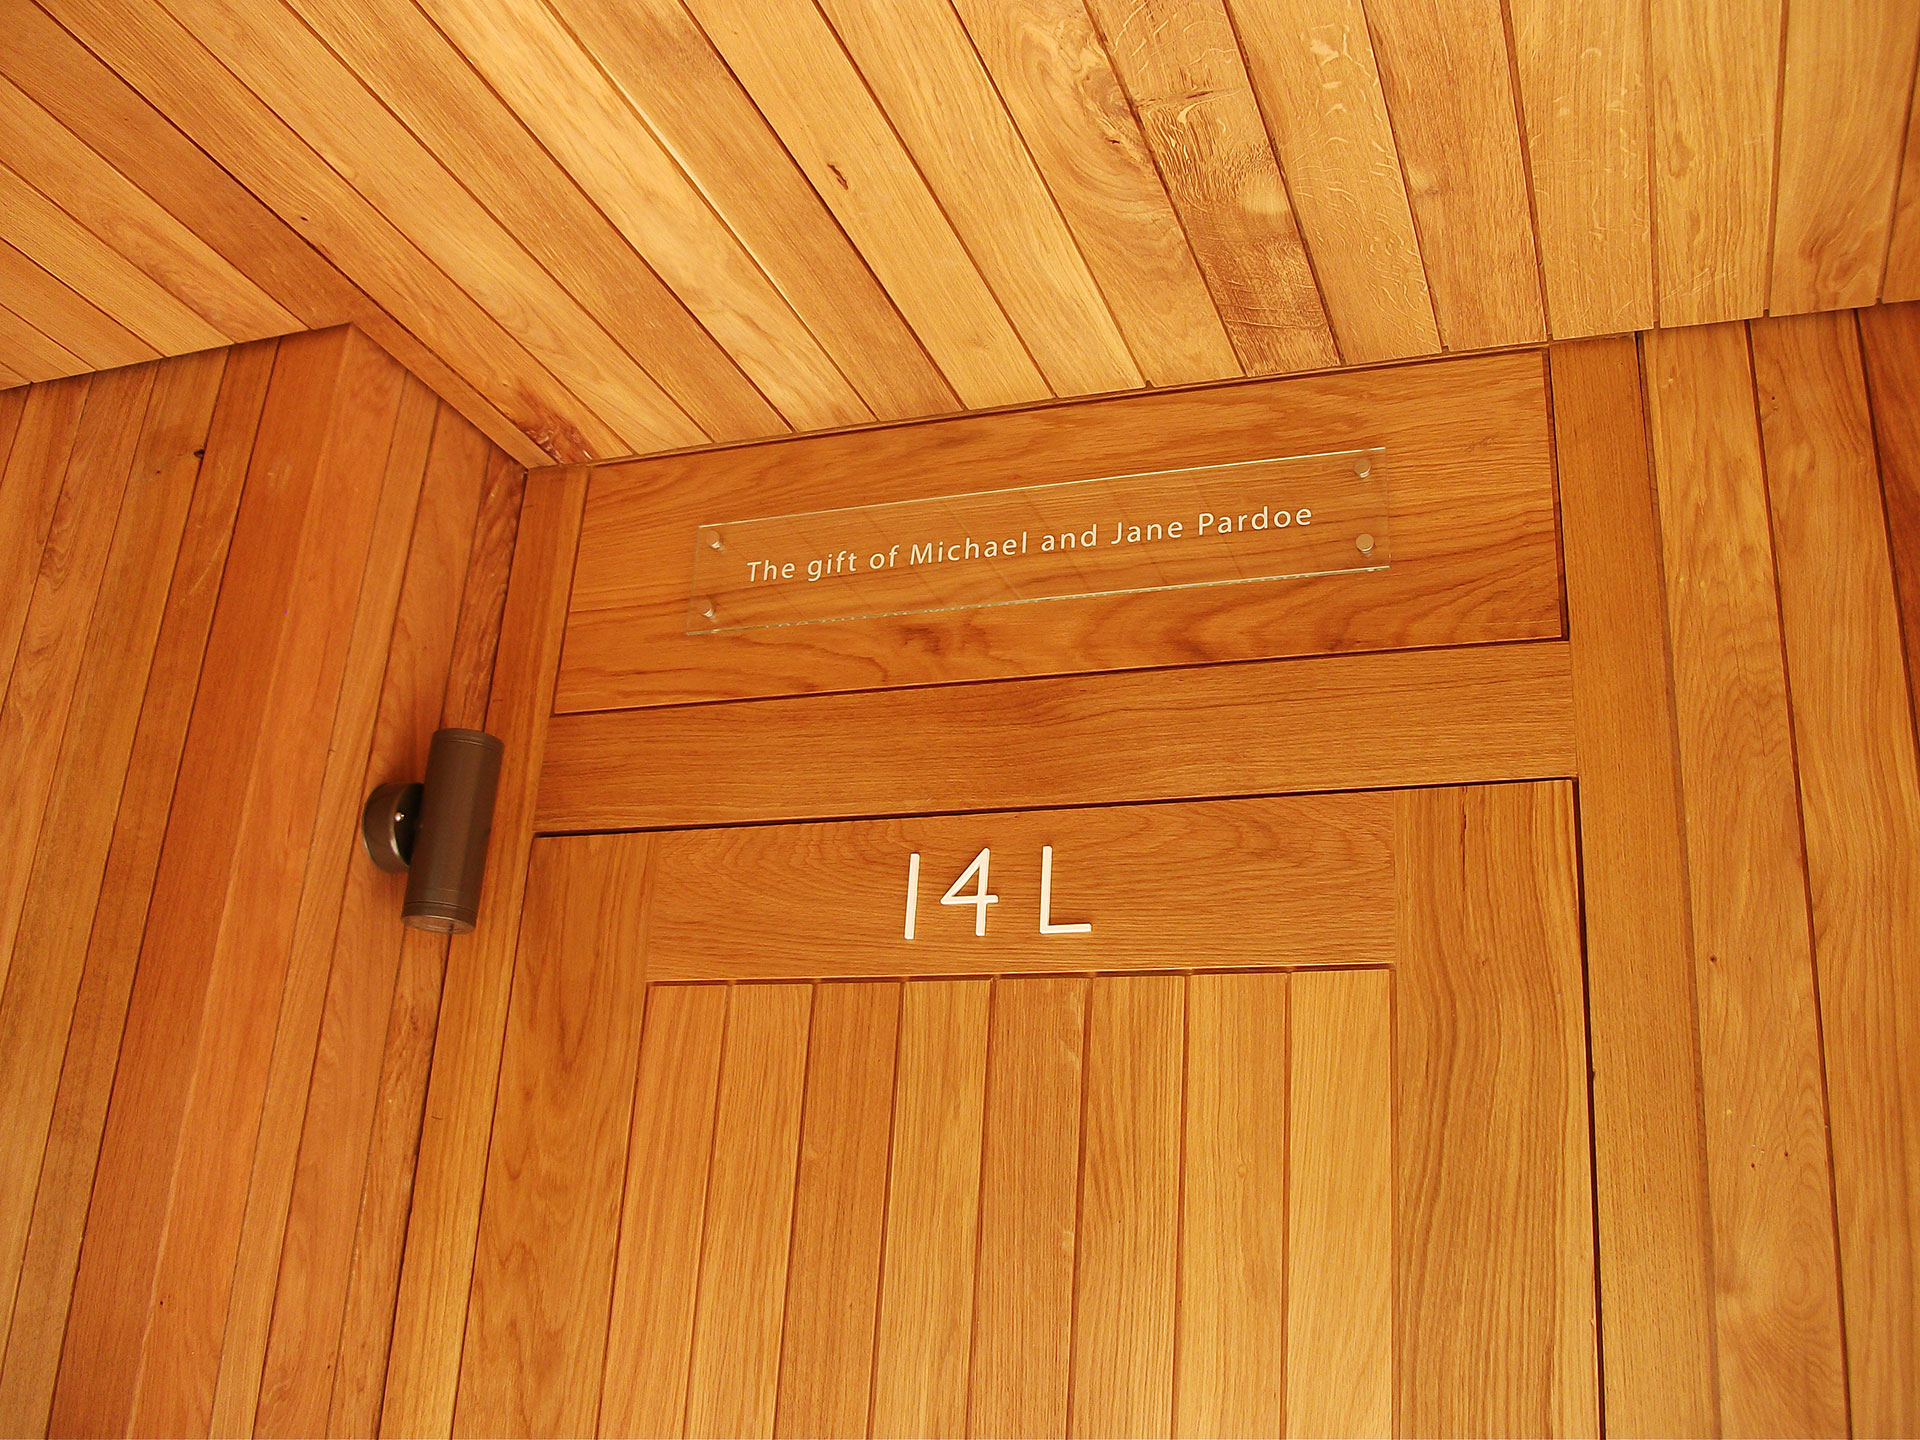 The gift of Michael and Jane Pardoe
14 L